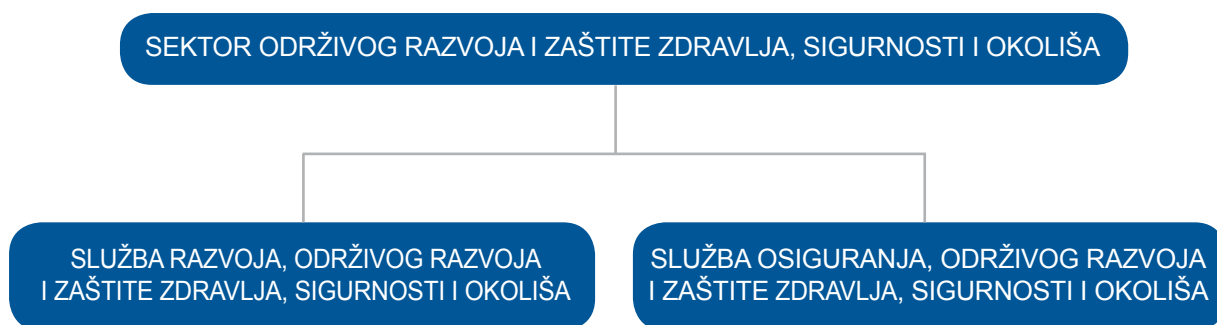 SEKTOR ODRŽIVOG RAZVOJA I ZAŠTITE ZDRAVLJA, SIGURNOSTI I OKOLIŠA
SLUŽBA RAZVOJA, ODRŽIVOG RAZVOJA
I ZAŠTITE ZDRAVLJA, SIGURNOSTI I OKOLIŠA
SLUŽBA OSIGURANJA, ODRŽIVOG RAZVOJA
I ZAŠTITE ZDRAVLJA, SIGURNOSTI I OKOLIŠA